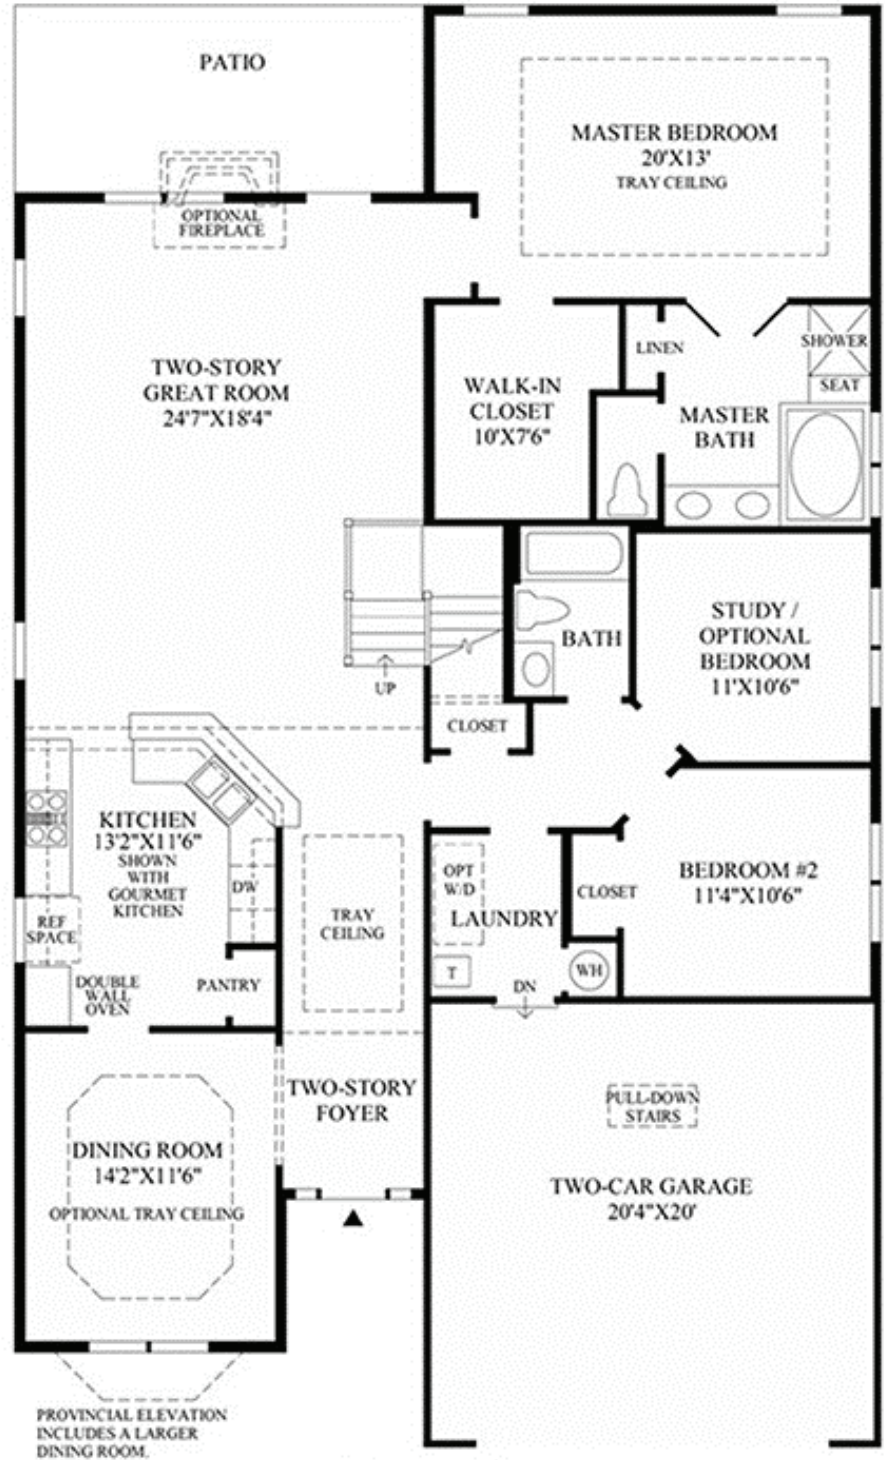 PATIO
MASTER BEDROOM
20'X13'
TRAY CEILING
OPTIONAL
FIREPLACE
TWO-STORY
GREAT ROOM
24'7"X18'4"
WALK-IN
CLOSET
10'X7'6"
LINEN
SHOWER
SEAT
MASTER
BATH
BATH
STUDY /
OPTIONAL
BEDROOM
11'X10'6"
UP
CLOSET
KITCHEN
13'2"X11'6"
SHOWN
WITH
GOURMET
KITCHEN
DW
REF
SPACE
DOUBLE
WALL
OVEN
PANTRY
TRAY
CEILING
OPT
W/D
LAUNDRY
T
DN
CLOSET
WH
BEDROOM #2
11'4"X10'6"
TWO-STORY
FOYER
DINING ROOM
14'2"X11'6"
OPTIONAL TRAY CEILING
PULL-DOWN
STAIRS
TWO-CAR GARAGE
20'4"X20'
PROVINCIAL ELEVATION
INCLUDES A LARGER
DINING ROOM.